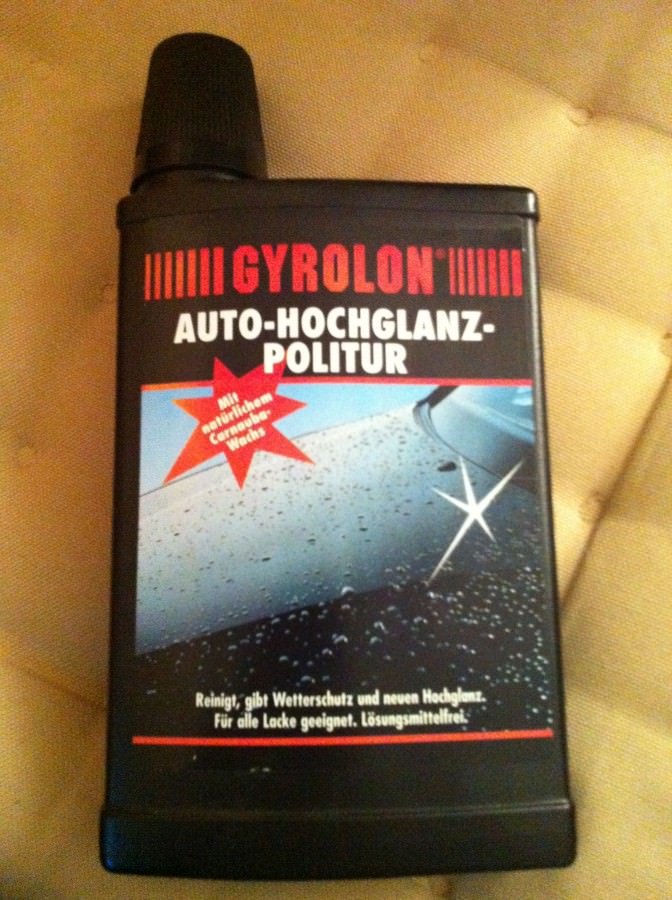 GYROLON®
AUTO-HOCHGLANZ-
POLITUR
Mit
natürlichem
Carnauba-
Wachs
Reinigt, gibt Wetterschutz und neuen Hochglanz.
Für alle Lacke geeignet. Lösungsmittelfrei.